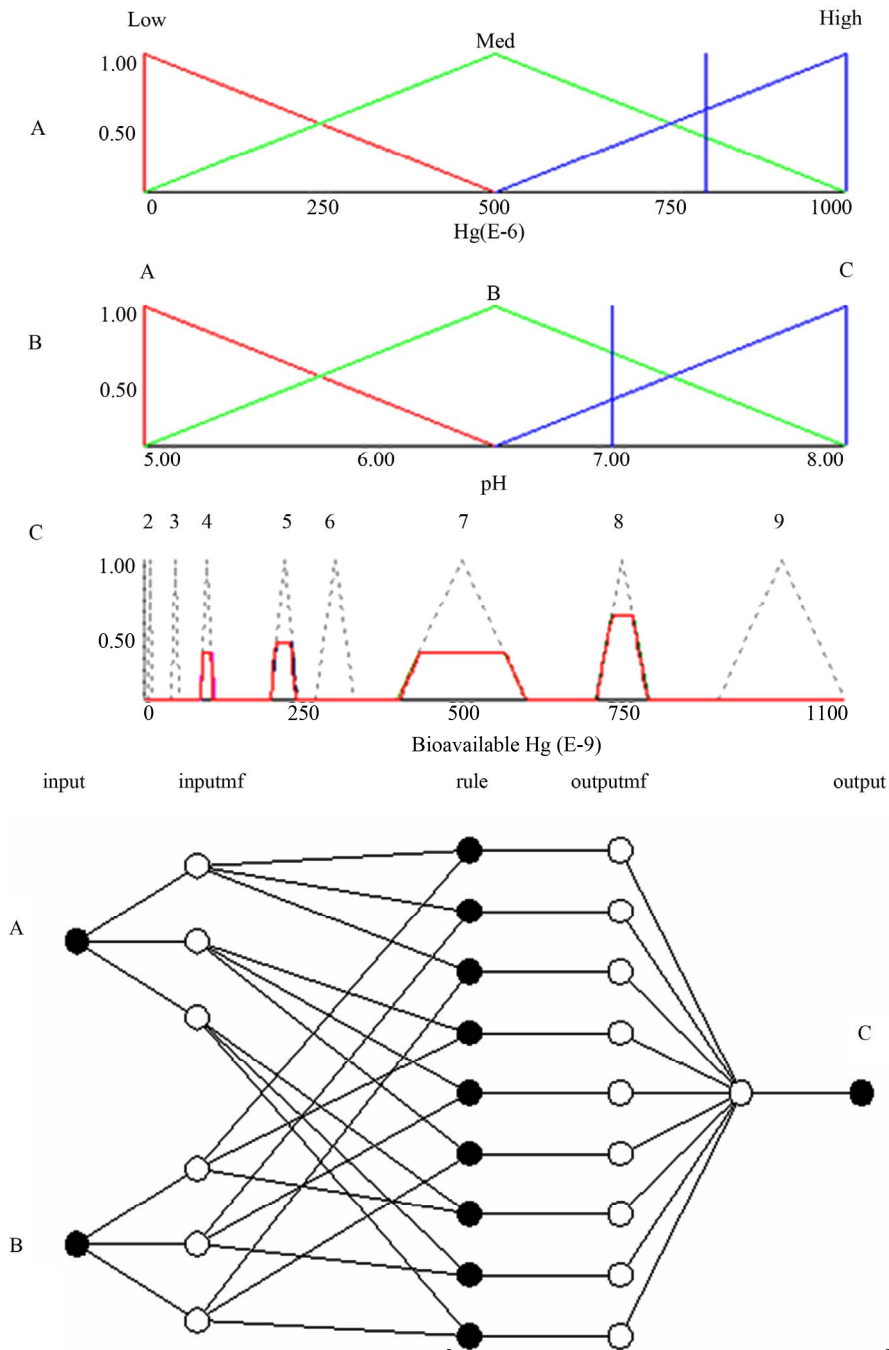 Low Med High
1.00
A
0.50
0 250 500 750 1000
Hg(E-6)
A B C
1.00
B
0.50
5.00 6.00 7.00 8.00
pH
C 2 3 4 5 6 7 8 9
1.00
0.50
0 250 500 750 1100
Bioavailable Hg (E-9)
input inputmf rule outputmf output
A
C
B